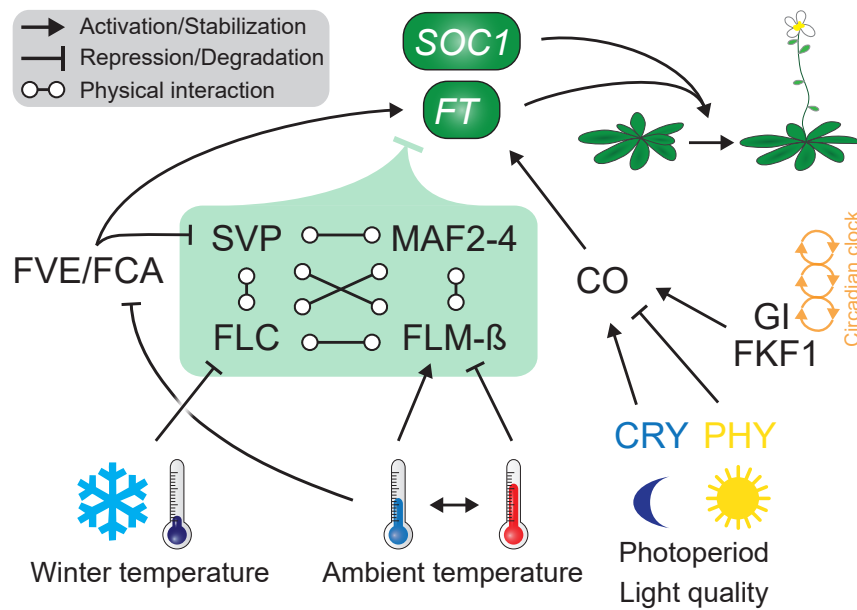 Activation/Stabilization
Repression/Degradation
Physical interaction
SOC1
FT
SVP
MAF2-4
FVE/FCA
FLC
FLM-ß
CO
GI
FKF1
Circadian clock
CRY PHY
Winter temperature
Ambient temperature
Photoperiod
Light quality